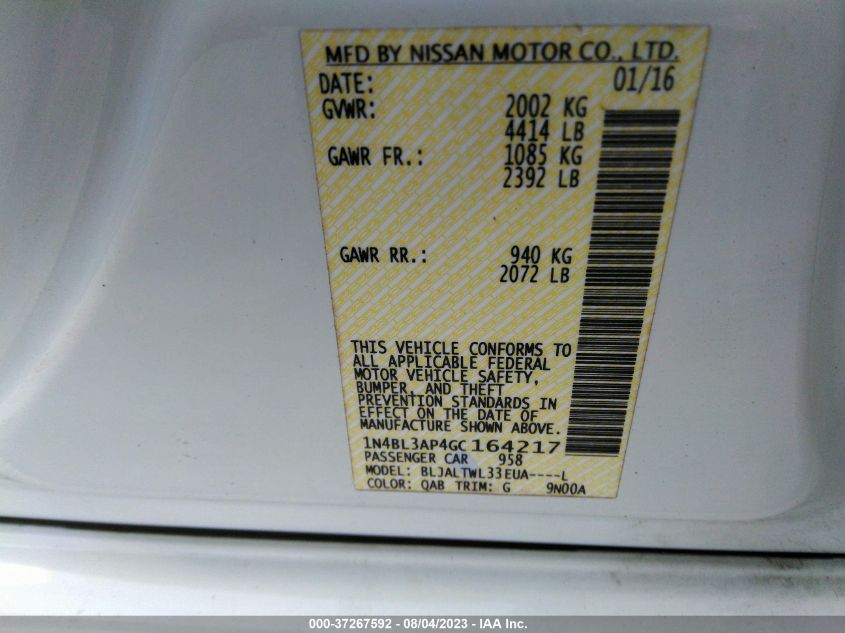 MFD BY NISSAN MOTOR CO., LTD.
DATE: 01/16
GVWR: 2002 KG
4414 LB
GAWR FR.: 1085 KG
2392 LB
GAWR RR.: 940 KG
2072 LB
THIS VEHICLE CONFORMS TO
ALL APPLICABLE FEDERAL
MOTOR VEHICLE SAFETY,
BUMPER, AND THEFT
PREVENTION STANDARDS IN
EFFECT ON THE DATE OF
MANUFACTURE SHOWN ABOVE.
1N4BL3AP4GC164217
PASSENGER CAR 958
MODEL: BLJALTWL33EUA----L
COLOR: QAB TRIM: G 9N00A
000-37267592 - 08/04/2023 - IAA Inc.